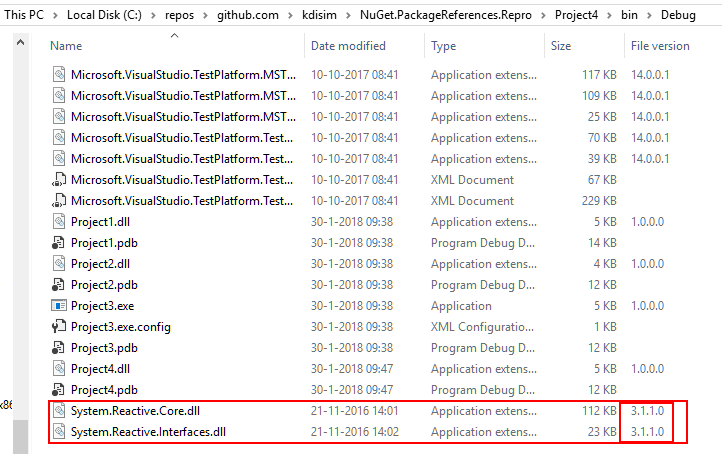 This PC > Local Disk (C:) > repos > github.com > kdisim > NuGet.PackageReferences.Repro > Project4 > bin > Debug
Name Date modified Type Size File version
Microsoft.VisualStudio.TestPlatform.MST... 10-10-2017 08:41 Application extens... 117 KB 14.0.0.1
Microsoft.VisualStudio.TestPlatform.MST... 10-10-2017 08:41 Application extens... 109 KB 14.0.0.1
Microsoft.VisualStudio.TestPlatform.MST... 10-10-2017 08:41 Application extens... 25 KB 14.0.0.1
Microsoft.VisualStudio.TestPlatform.Test... 10-10-2017 08:41 Application extens... 70 KB 14.0.0.1
Microsoft.VisualStudio.TestPlatform.Test... 10-10-2017 08:41 Application extens... 39 KB 14.0.0.1
Microsoft.VisualStudio.TestPlatform.Test... 10-10-2017 08:41 XML Document 67 KB
Microsoft.VisualStudio.TestPlatform.Test... 10-10-2017 08:41 XML Document 229 KB
Project1.dll 30-1-2018 09:38 Application extens... 5 KB 1.0.0.0
Project1.pdb 30-1-2018 09:38 Program Debug D... 14 KB
Project2.dll 30-1-2018 09:38 Application extens... 4 KB 1.0.0.0
Project2.pdb 30-1-2018 09:38 Program Debug D... 12 KB
Project3.exe 30-1-2018 09:38 Application 5 KB 1.0.0.0
Project3.exe.config 30-1-2018 09:38 XML Configuratio... 1 KB
Project3.pdb 30-1-2018 09:38 Program Debug D... 12 KB
Project4.dll 30-1-2018 09:47 Application extens... 5 KB 1.0.0.0
Project4.pdb 30-1-2018 09:47 Program Debug D... 12 KB
x86
System.Reactive.Core.dll 21-11-2016 14:01 Application extens... 112 KB 3.1.1.0
System.Reactive.Interfaces.dll 21-11-2016 14:02 Application extens... 23 KB 3.1.1.0